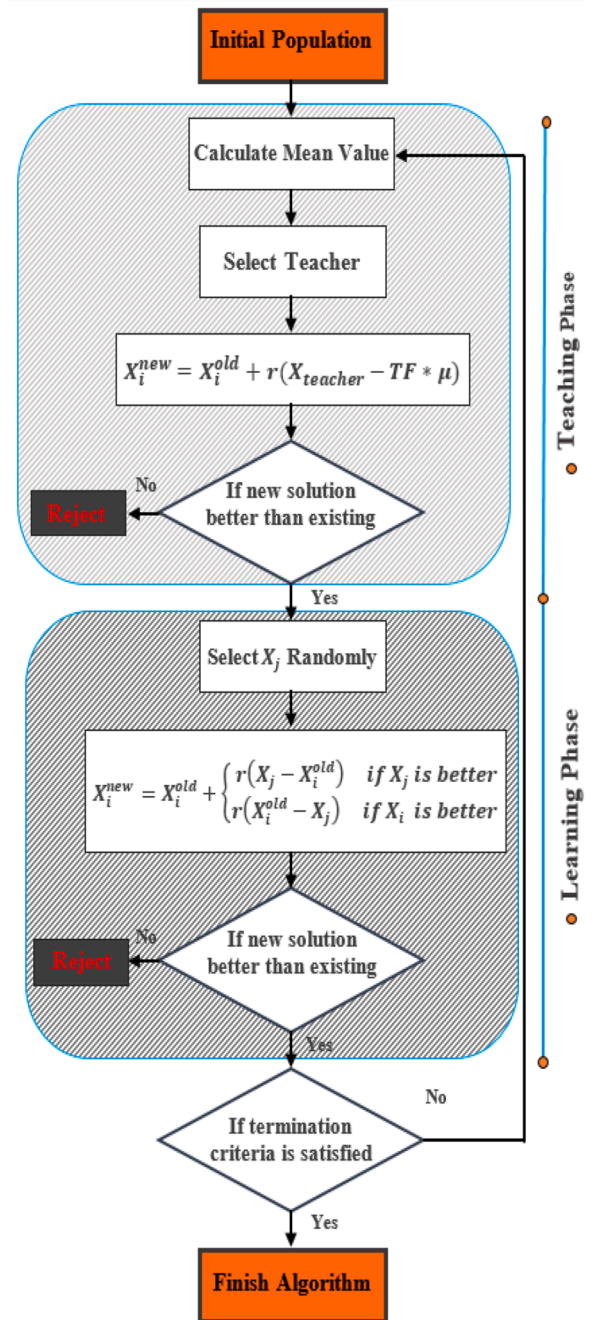 Initial Population
Calculate Mean Value
Select Teacher
X_i^{new} = X_i^{old} + r(X_{teacher} − TF * μ)
If new solution
better than existing
No
Reject
Yes
Teaching Phase
Select X_j Randomly
X_i^{new} = X_i^{old} + { r(X_j − X_i^{old}) if X_j is better
r(X_i^{old} − X_j) if X_i is better
If new solution
better than existing
No
Reject
Yes
Learning Phase
If termination
criteria is satisfied
No
Yes
Finish Algorithm